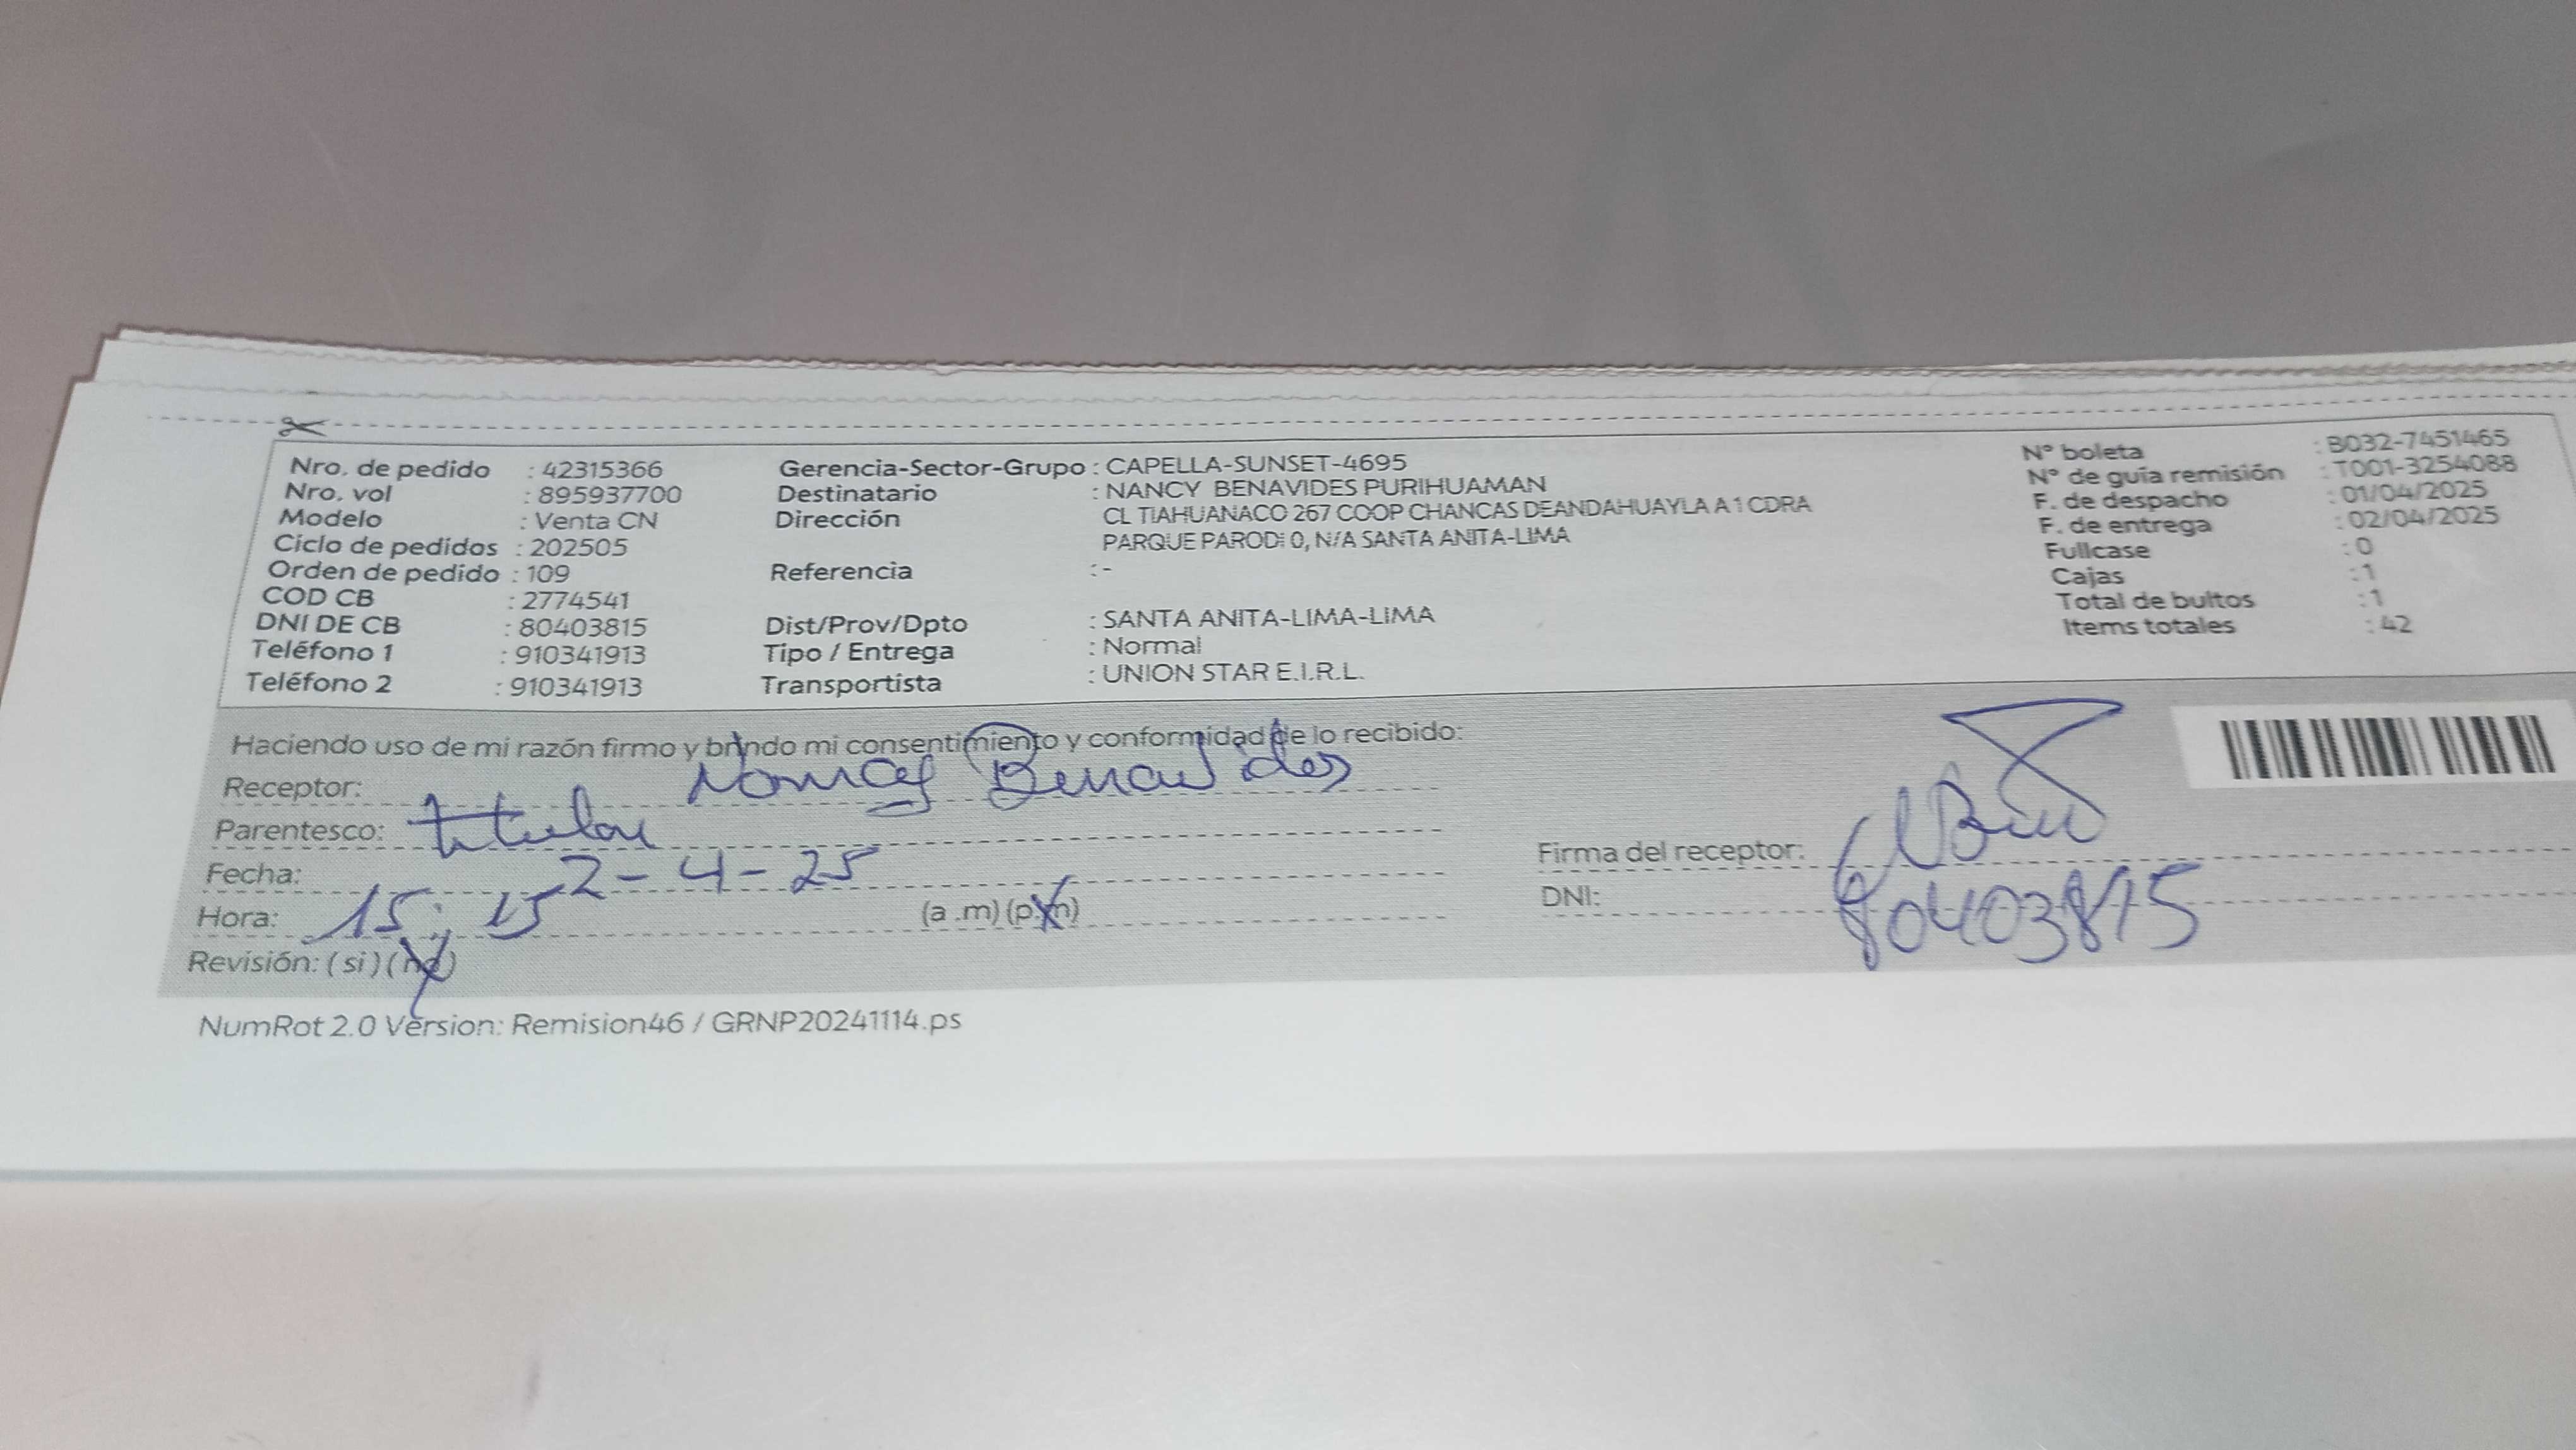 Nro. de pedido : 42315366
Nro. vol : 895937700
Modelo : Venta CN
Ciclo de pedidos : 202505
Orden de pedido : 109
COD CB : 2774541
DNI DE CB : 80403815
Teléfono 1 : 910341913
Teléfono 2 : 910341913
Gerencia-Sector-Grupo : CAPELLA-SUNSET-4695
Destinatario : NANCY BENAVIDES PURIHUAMAN
Dirección CL TIAHUANACO 267 COOP CHANCAS DEANDAHUAYLA A 1 CDRA
PARQUE PARODI 0, N/A SANTA ANITA-LIMA
Referencia : -
Dist/Prov/Dpto : SANTA ANITA-LIMA-LIMA
Tipo / Entrega : Normal
Transportista : UNION STAR E.I.R.L.
N° boleta : B032-7451465
N° de guía remisión : T001-3254088
F. de despacho : 01/04/2025
F. de entrega : 02/04/2025
Fullcase : 0
Cajas : 1
Total de bultos : 1
Items totales : 42
Haciendo uso de mi razón firmo y brindo mi consentimiento y conformidad de lo recibido:
Receptor: Nancy Benavides
Parentesco: titular
Fecha: 2-4-25
Hora: 15:15 (a .m) (p.m)
Revisión: (si) (no)
Firma del receptor:
DNI: 80403815
NumRot 2.0 Version: Remision46 / GRNP20241114.ps